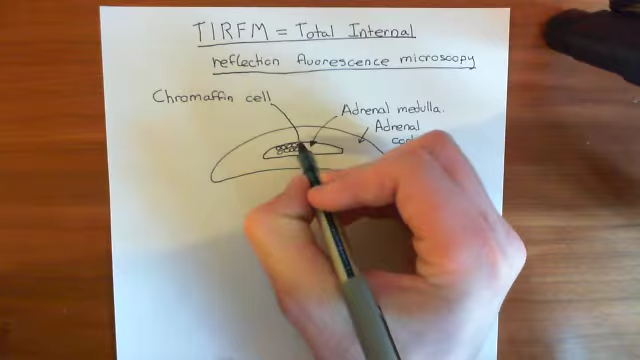 TIRFM = Total Internal
reflection fluorescence microscopy
Chromaffin cell
Adrenal medulla.
Adrenal